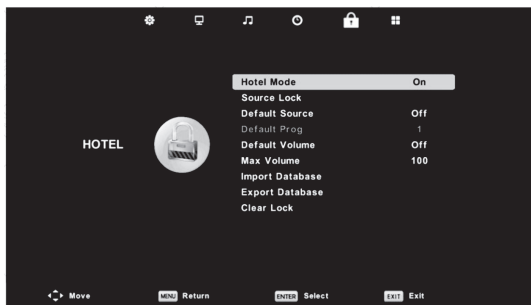 Hotel Mode On
Source Lock
Default Source Off
Default Prog 1
HOTEL
Default Volume Off
Max Volume 100
Import Database
Export Database
Clear Lock
Move MENU Return ENTER Select EXIT Exit